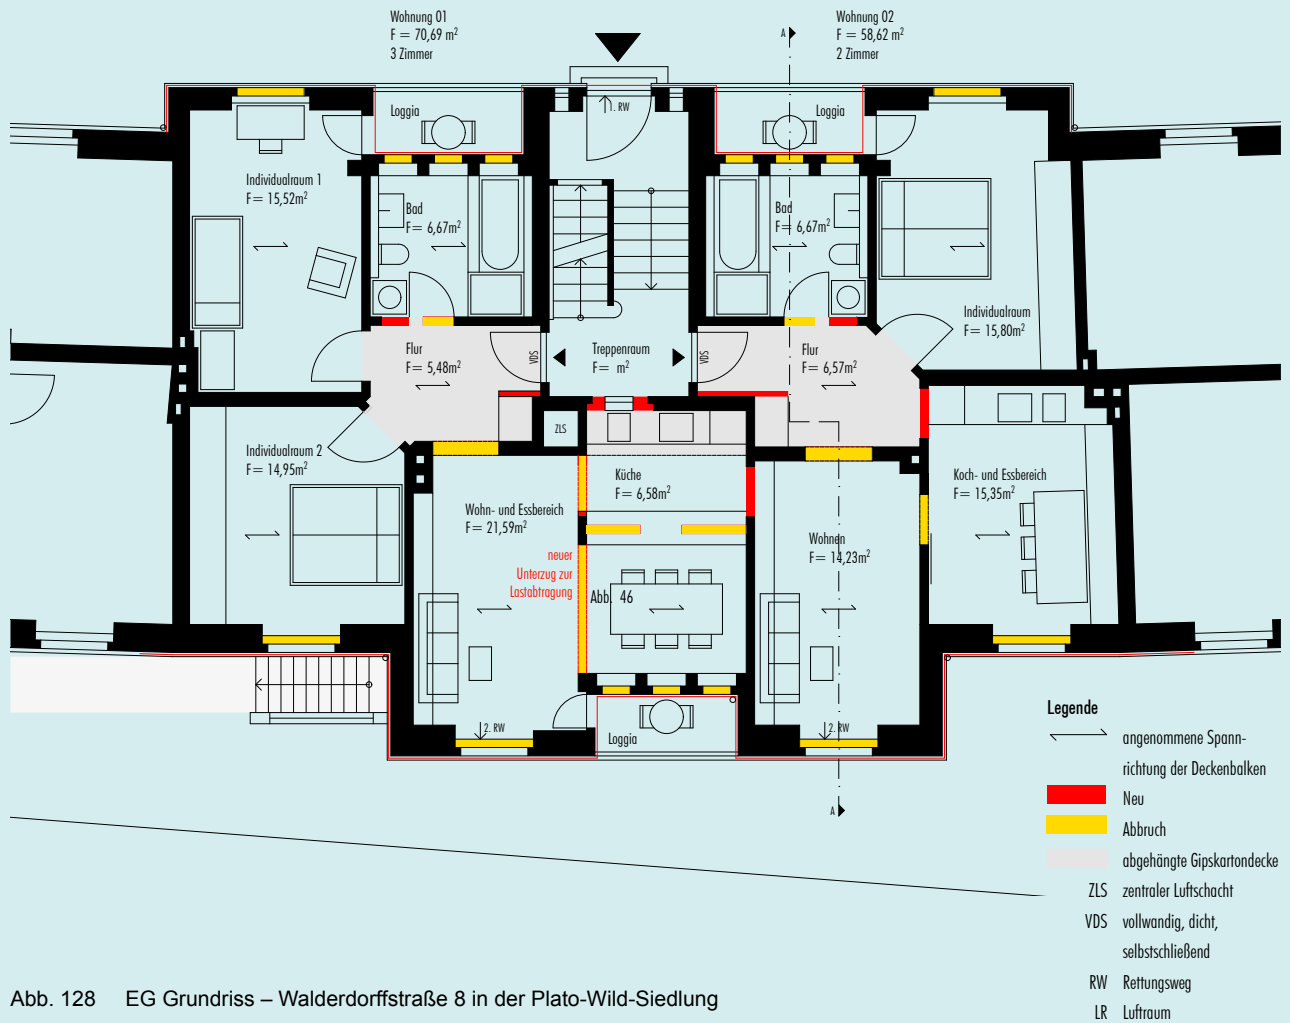 Wohnung 01
F = 70,69 m²
3 Zimmer
Wohnung 02
F = 58,62 m²
2 Zimmer
A
Loggia
1. RW
Loggia
Individualraum 1
F= 15,52m²
Bad
F= 6,67m²
Bad
F= 6,67m²
Individualraum
F= 15,80m²
Flur
F= 5,48m²
VDS
Treppenraum
F= m²
VDS
Flur
F= 6,57m²
ZLS
Individualraum 2
F= 14,95m²
Wohn- und Essbereich
F= 21,59m²
Küche
F= 6,58m²
Koch- und Essbereich
F= 15,35m²
Wohnen
F= 14,23m²
neuer
Unterzug zur
Lastabtragung
Abb. 46
2. RW
Loggia
2. RW
A
Legende
angenommene Spann-
richtung der Deckenbalken
Neu
Abbruch
abgehängte Gipskartondecke
ZLS zentraler Luftschacht
VDS vollwandig, dicht,
selbstschließend
RW Rettungsweg
LR Luftraum
Abb. 128 EG Grundriss – Walderdorffstraße 8 in der Plato-Wild-Siedlung